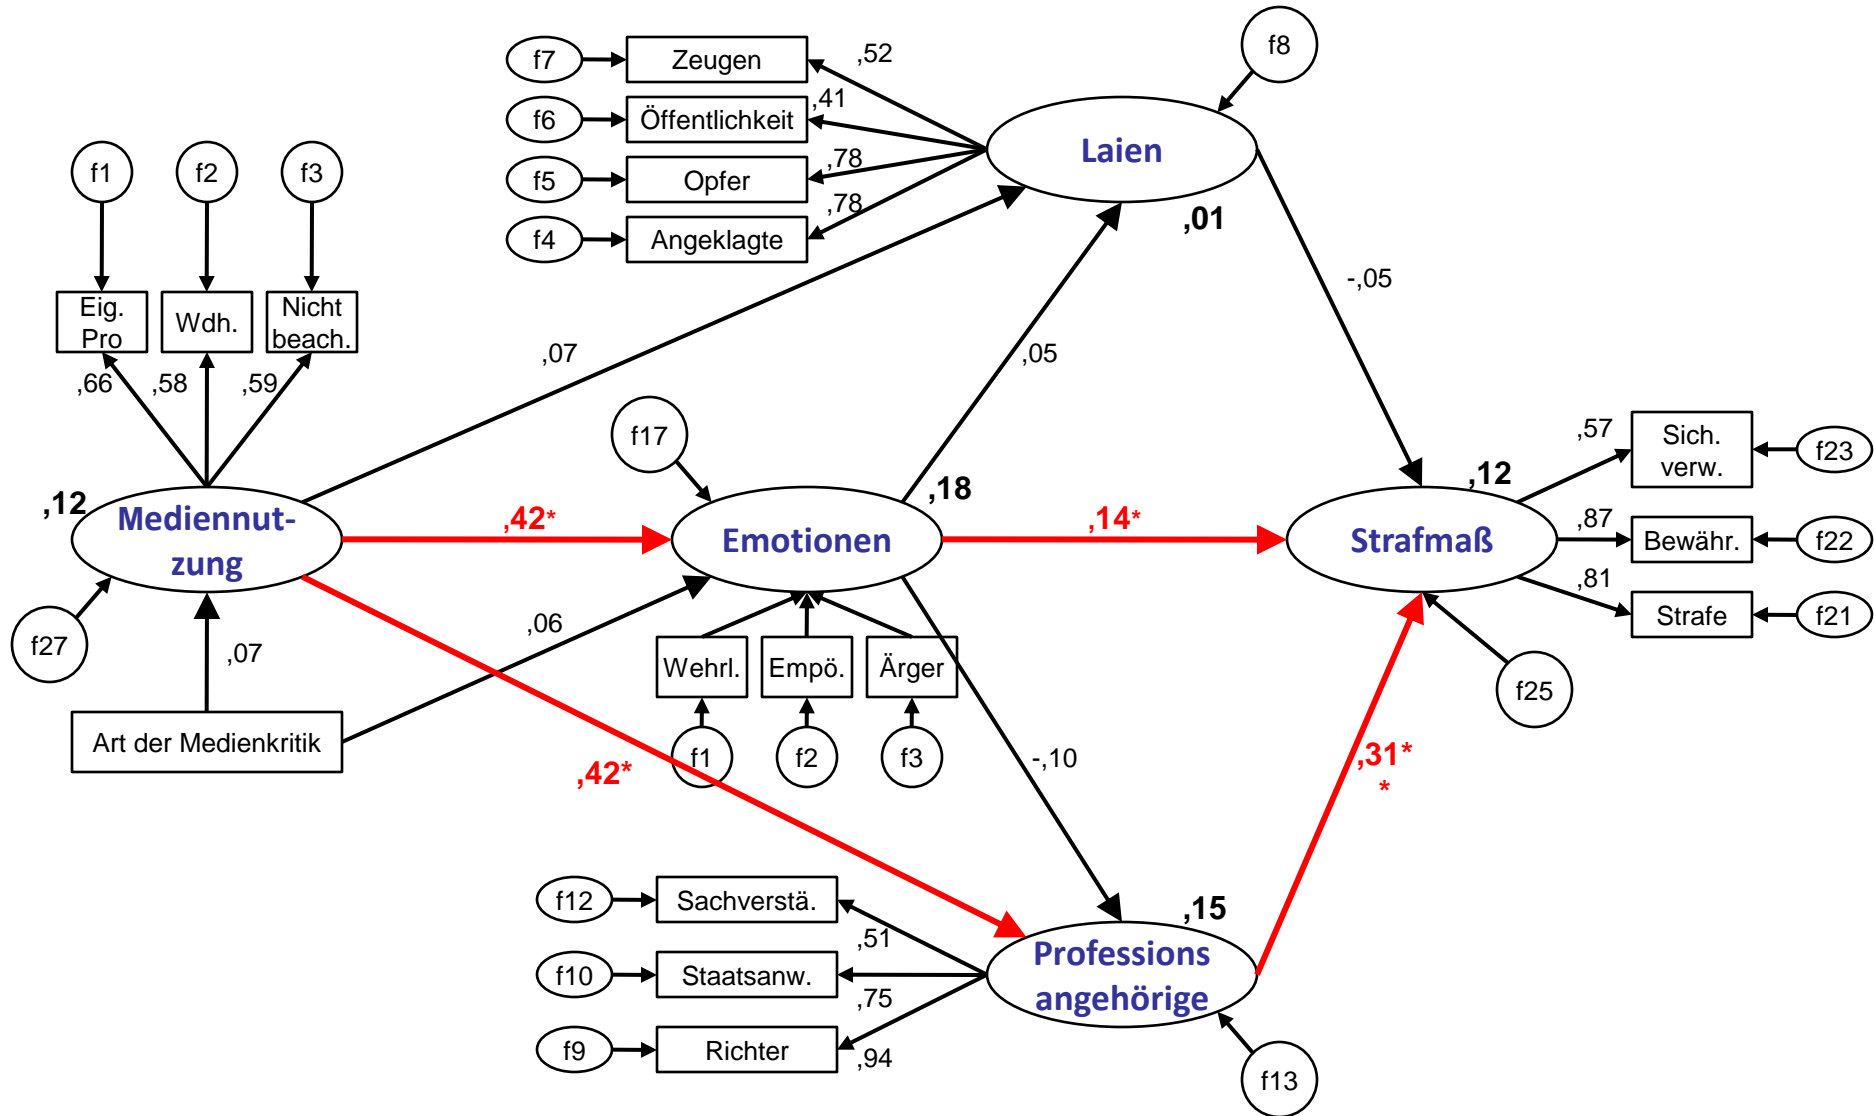 f7
Zeugen
,52
f8
f6
Öffentlichkeit
,41
Laien
f5
Opfer
,78
f4
Angeklagte
,78
,01
f1
f2
f3
Eig.
Pro
Wdh.
Nicht
beach.
,66
,58
,59
,07
,05
-,05
f17
,12
Mediennut-
zung
,42*
,18
Emotionen
,14*
,12
Strafmaß
,57
Sich.
verw.
f23
,87
Bewähr.
f22
,81
Strafe
f21
f27
,07
,06
Wehrl.
Empö.
Ärger
f25
Art der Medienkritik
f1
f2
f3
,42*
-,10
,31*
*
f12
Sachverstä.
,51
,15
f10
Staatsanw.
,75
Professions
angehörige
f9
Richter
,94
f13